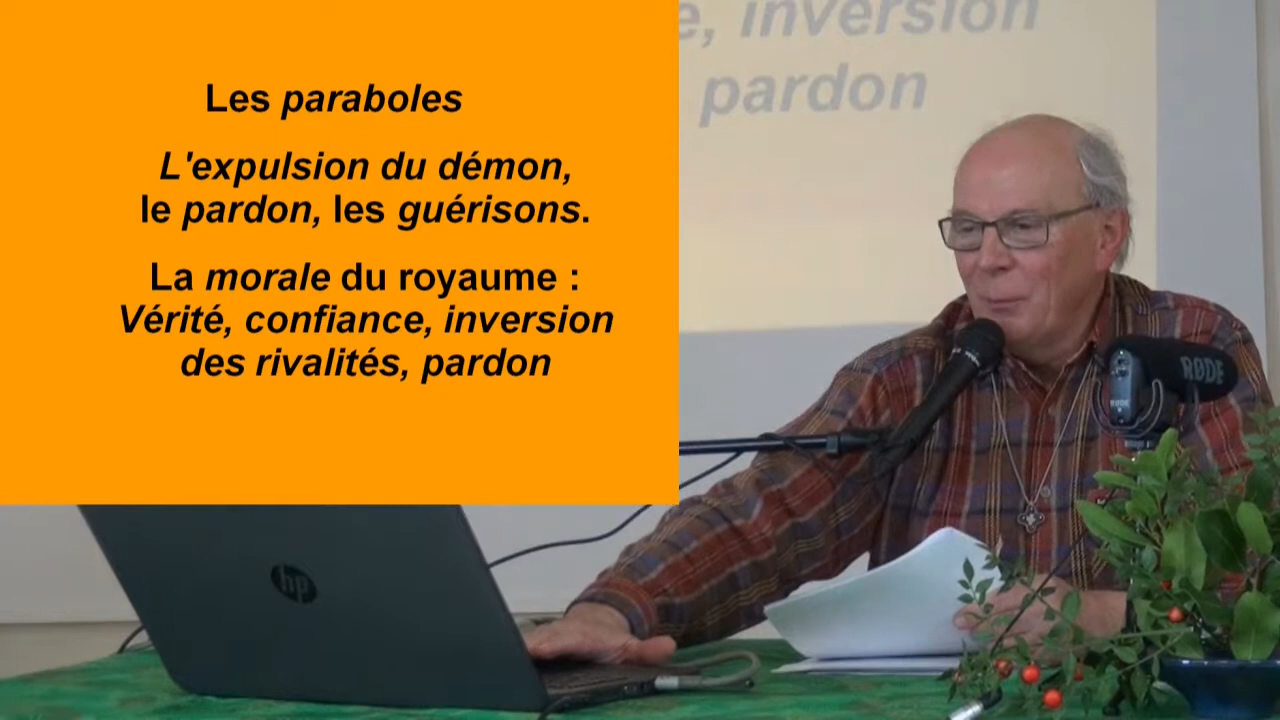 Les paraboles
L'expulsion du démon,
le pardon, les guérisons.
La morale du royaume :
Vérité, confiance, inversion
des rivalités, pardon
e, inversion
pardon
RØDE
RØDE
hp